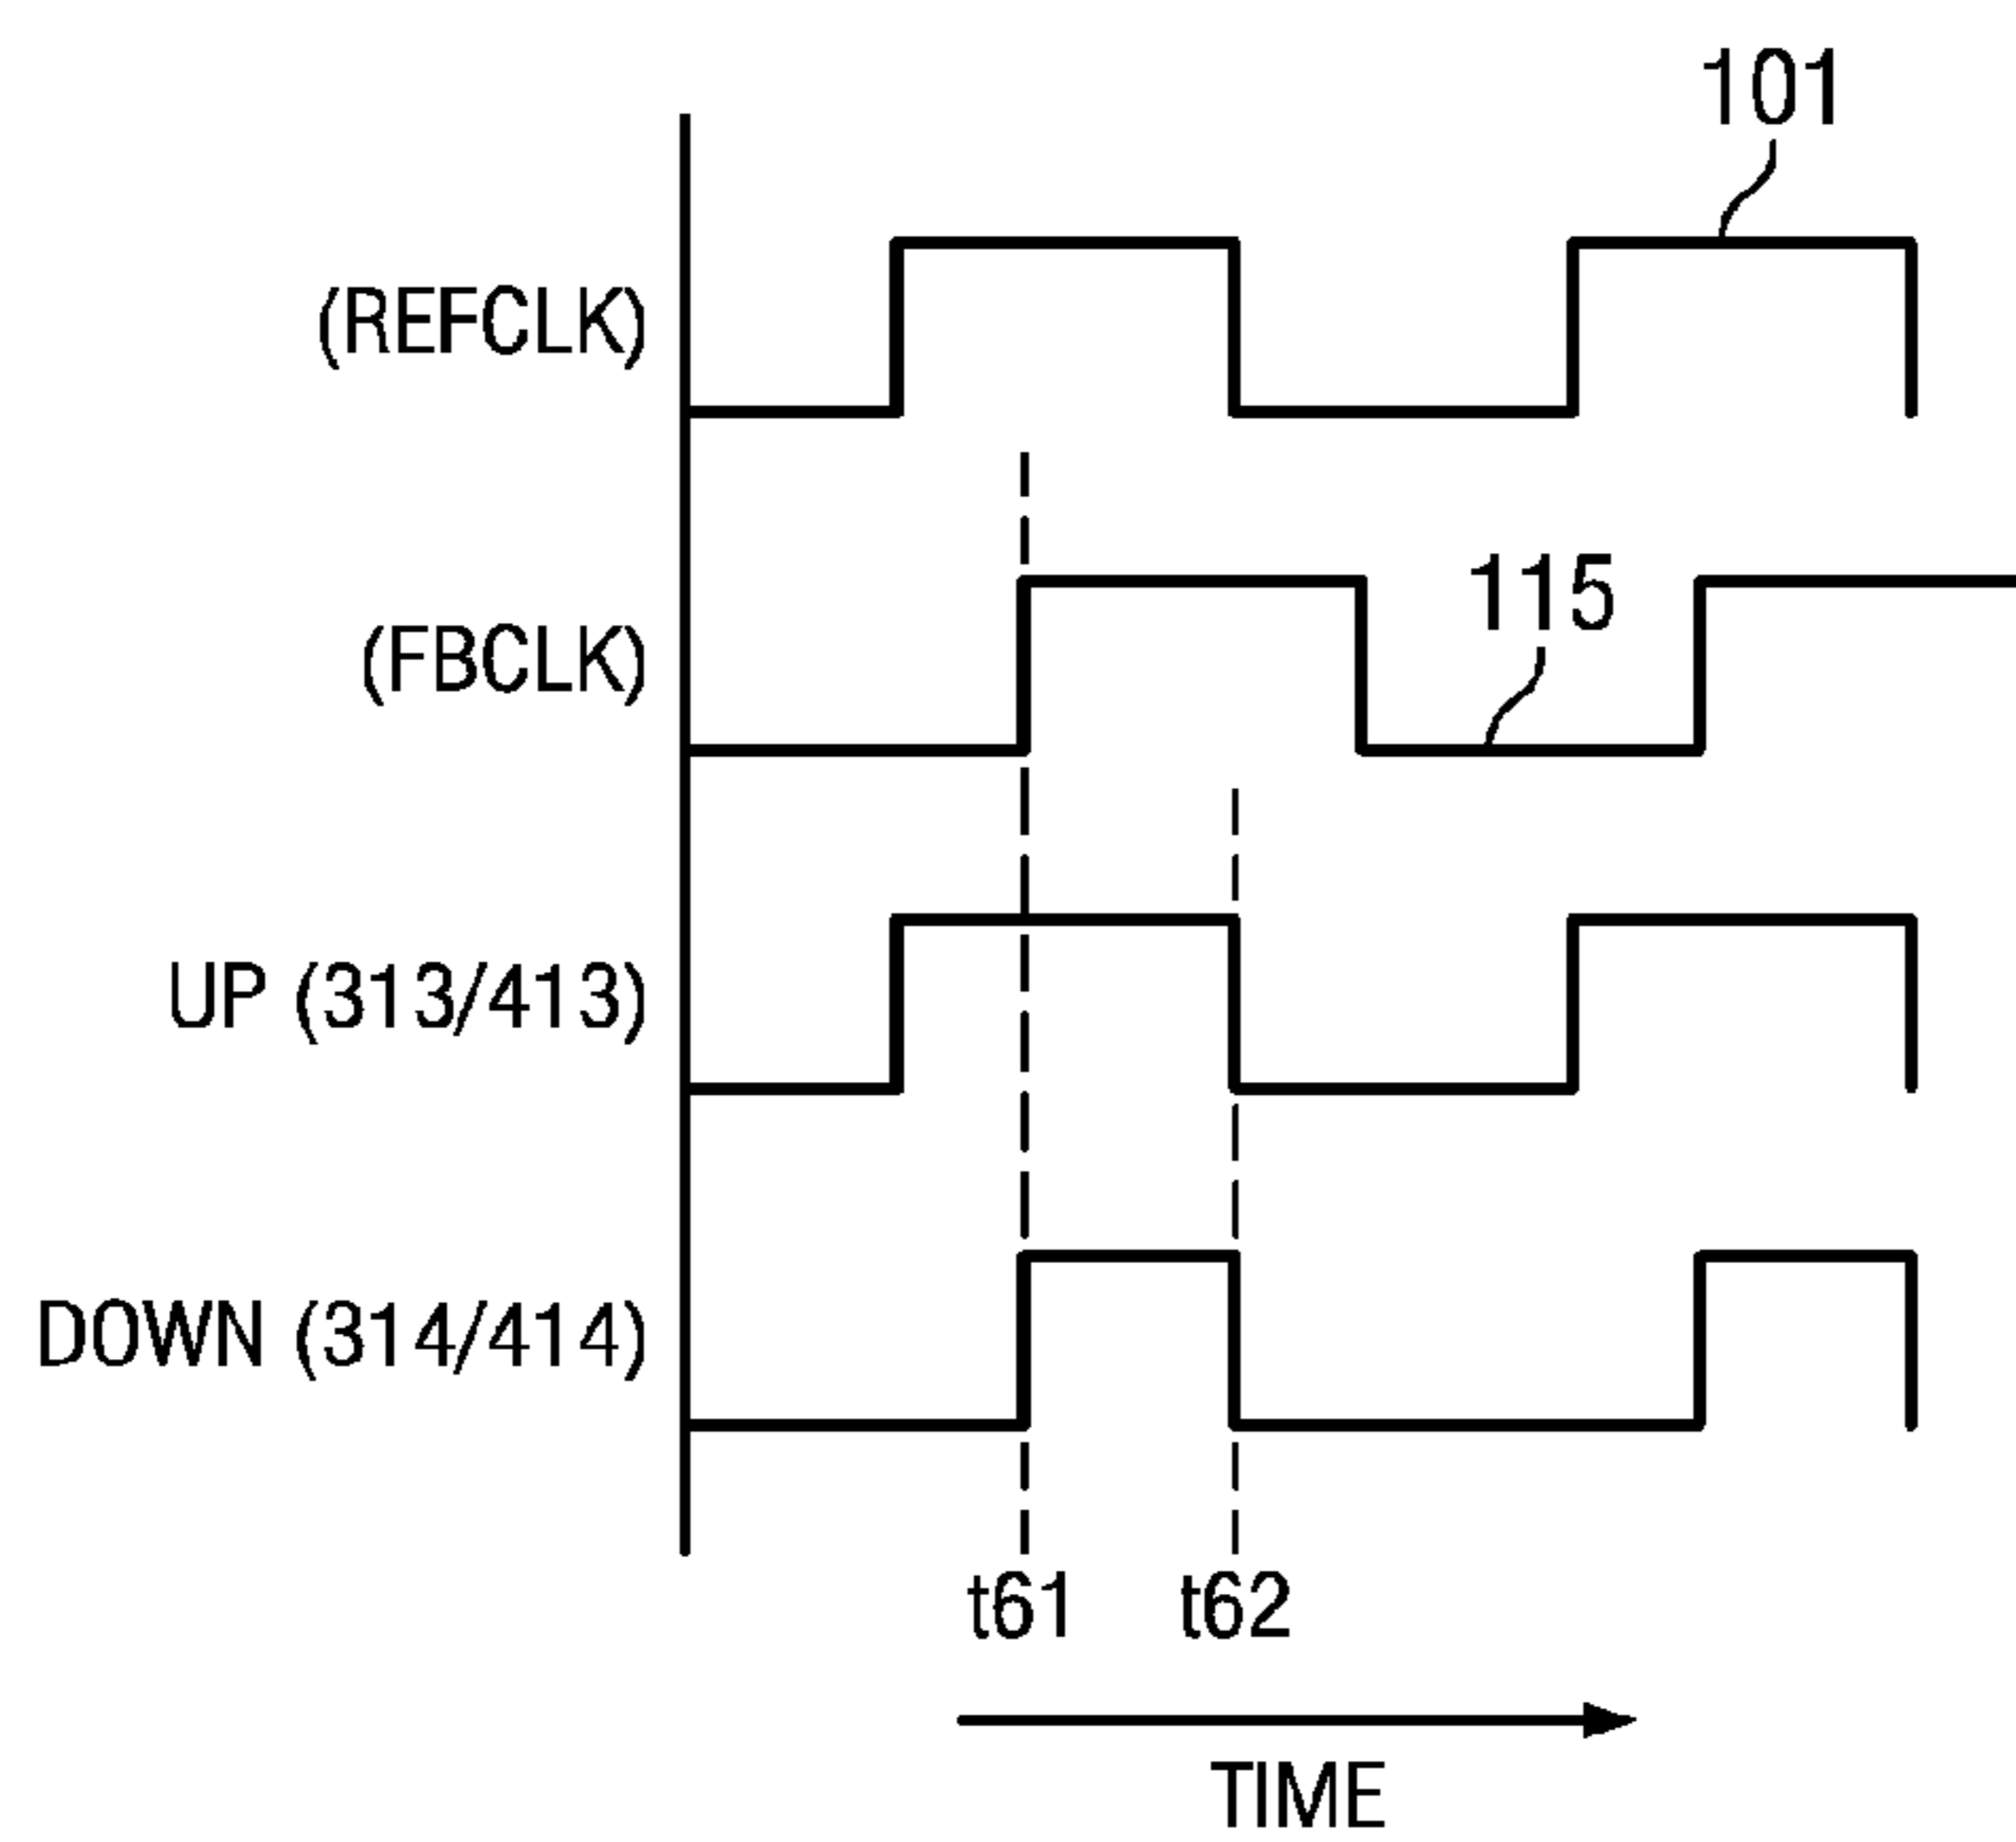 101
(REFCLK)
115
(FBCLK)
UP (313/413)
DOWN (314/414)
t61 t62
TIME